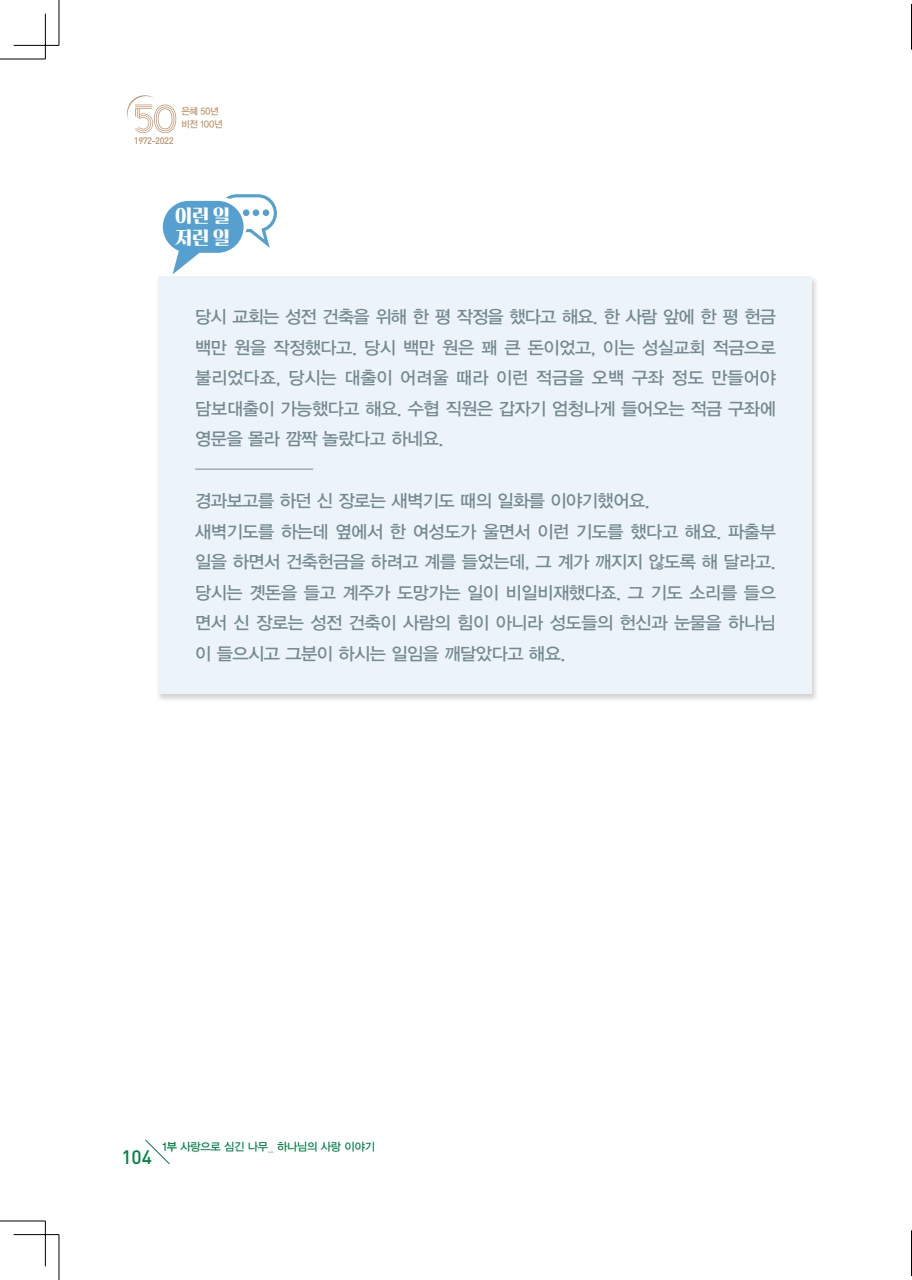 50
은혜 50년
비전 100년
1972-2022
이런 일
저런 일
당시 교회는 성전 건축을 위해 한 평 작정을 했다고 해요. 한 사람 앞에 한 평 헌금
백만 원을 작정했다고. 당시 백만 원은 꽤 큰 돈이었고, 이는 성실교회 적금으로
불리었다죠, 당시는 대출이 어려울 때라 이런 적금을 오백 구좌 정도 만들어야
담보대출이 가능했다고 해요. 수협 직원은 갑자기 엄청나게 들어오는 적금 구좌에
영문을 몰라 깜짝 놀랐다고 하네요.
경과보고를 하던 신 장로는 새벽기도 때의 일화를 이야기했어요.
새벽기도를 하는데 옆에서 한 여성도가 울면서 이런 기도를 했다고 해요. 파출부
일을 하면서 건축헌금을 하려고 계를 들었는데, 그 계가 깨지지 않도록 해 달라고.
당시는 곗돈을 들고 계주가 도망가는 일이 비일비재했다죠. 그 기도 소리를 들으
면서 신 장로는 성전 건축이 사람의 힘이 아니라 성도들의 헌신과 눈물을 하나님
이 들으시고 그분이 하시는 일임을 깨달았다고 해요.
104
1부 사랑으로 심긴 나무_ 하나님의 사랑 이야기